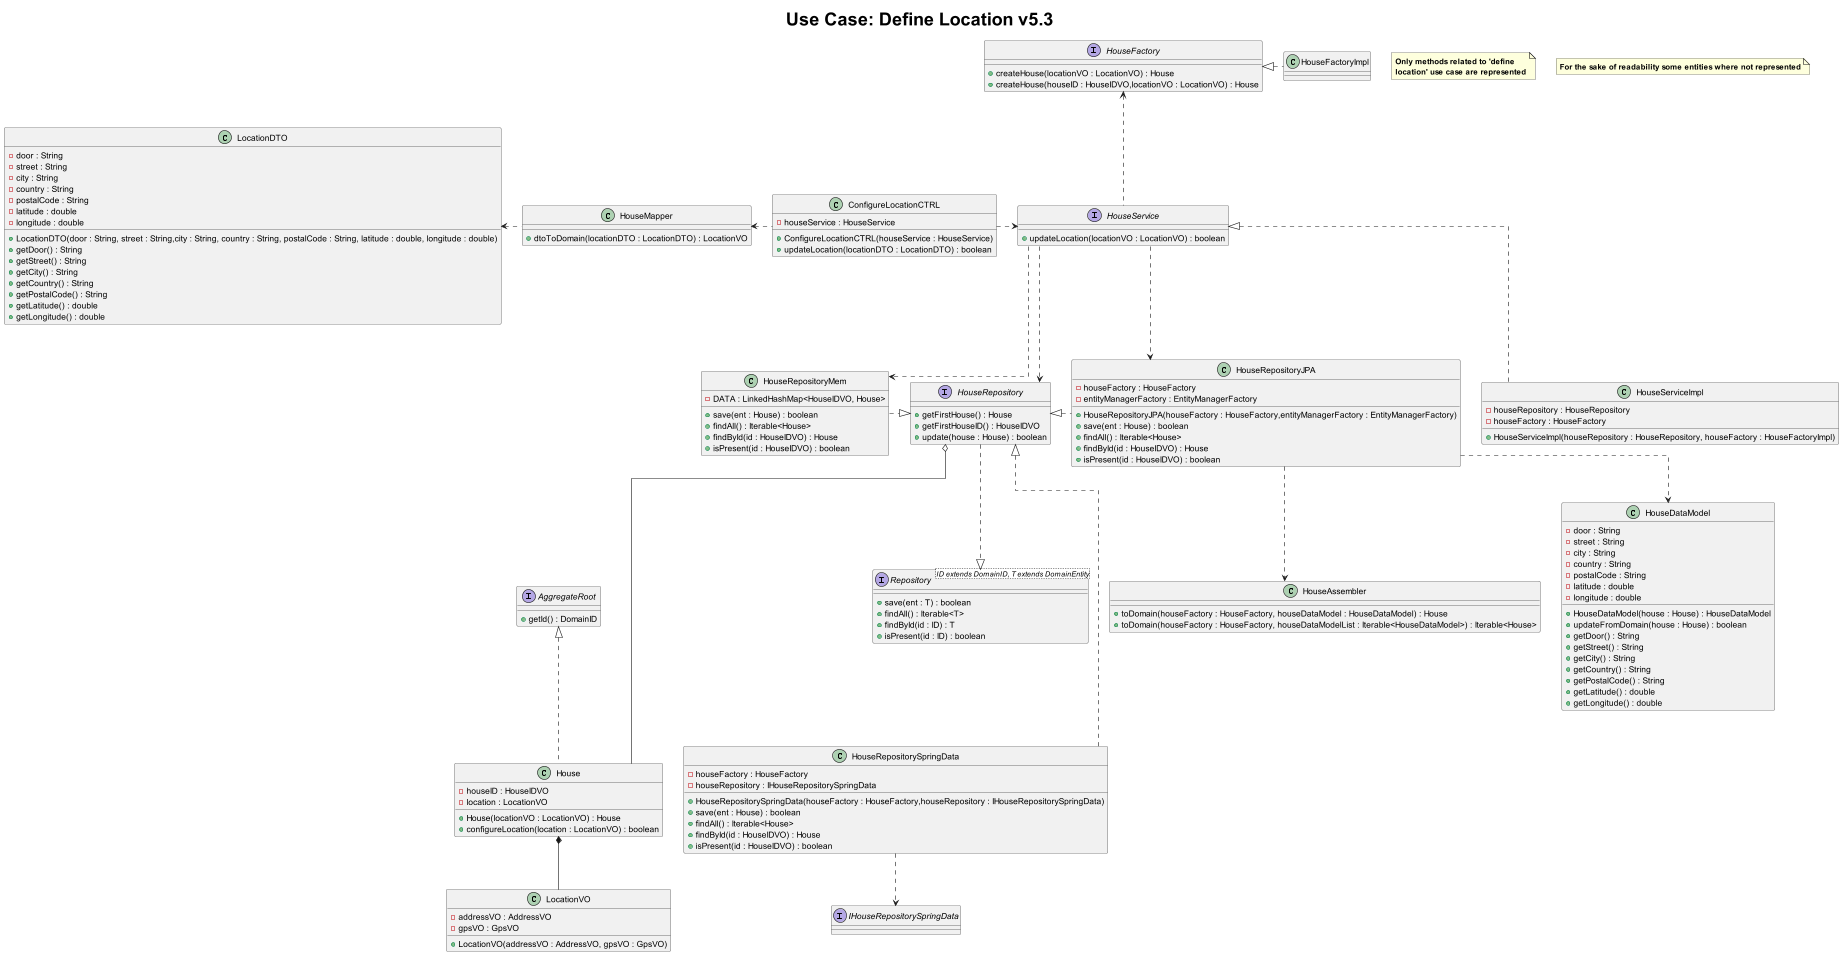 Use Case: Define Location v5.3
I HouseFactory
createHouse(locationVO : LocationVO) : House
createHouse(houseID : HouseIDVO,locationVO : LocationVO) : House
C HouseFactoryImpl
Only methods related to 'define
location' use case are represented
For the sake of readability some entities where not represented
C LocationDTO
door : String
street : String
city : String
country : String
postalCode : String
latitude : double
longitude : double
LocationDTO(door : String, street : String,city : String, country : String, postalCode : String, latitude : double, longitude : double)
getDoor() : String
getStreet() : String
getCity() : String
getCountry() : String
getPostalCode() : String
getLatitude() : double
getLongitude() : double
C HouseMapper
dtoToDomain(locationDTO : LocationDTO) : LocationVO
C ConfigureLocationCTRL
houseService : HouseService
ConfigureLocationCTRL(houseService : HouseService)
updateLocation(locationDTO : LocationDTO) : boolean
I HouseService
updateLocation(locationVO : LocationVO) : boolean
C HouseRepositoryMem
DATA : LinkedHashMap<HouseIDVO, House>
save(ent : House) : boolean
findAll() : Iterable<House>
findById(id : HouseIDVO) : House
isPresent(id : HouseIDVO) : boolean
I HouseRepository
getFirstHouse() : House
getFirstHouseID() : HouseIDVO
update(house : House) : boolean
C HouseRepositoryJPA
houseFactory : HouseFactory
entityManagerFactory : EntityManagerFactory
HouseRepositoryJPA(houseFactory : HouseFactory,entityManagerFactory : EntityManagerFactory)
save(ent : House) : boolean
findAll() : Iterable<House>
findById(id : HouseIDVO) : House
isPresent(id : HouseIDVO) : boolean
C HouseServiceImpl
houseRepository : HouseRepository
houseFactory : HouseFactory
HouseServiceImpl(houseRepository : HouseRepository, houseFactory : HouseFactoryImpl)
C HouseDataModel
door : String
street : String
city : String
country : String
postalCode : String
latitude : double
longitude : double
HouseDataModel(house : House) : HouseDataModel
updateFromDomain(house : House) : boolean
getDoor() : String
getStreet() : String
getCity() : String
getCountry() : String
getPostalCode() : String
getLatitude() : double
getLongitude() : double
I AggregateRoot
getId() : DomainID
I Repository
ID extends DomainID, T extends DomainEntity
save(ent : T) : boolean
findAll() : Iterable<T>
findById(id : ID) : T
isPresent(id : ID) : boolean
C HouseAssembler
toDomain(houseFactory : HouseFactory, houseDataModel : HouseDataModel) : House
toDomain(houseFactory : HouseFactory, houseDataModelList : Iterable<HouseDataModel>) : Iterable<House>
C House
houseID : HouseIDVO
location : LocationVO
House(locationVO : LocationVO) : House
configureLocation(location : LocationVO) : boolean
C HouseRepositorySpringData
houseFactory : HouseFactory
houseRepository : IHouseRepositorySpringData
HouseRepositorySpringData(houseFactory : HouseFactory,houseRepository : IHouseRepositorySpringData)
save(ent : House) : boolean
findAll() : Iterable<House>
findById(id : HouseIDVO) : House
isPresent(id : HouseIDVO) : boolean
C LocationVO
addressVO : AddressVO
gpsVO : GpsVO
LocationVO(addressVO : AddressVO, gpsVO : GpsVO)
I IHouseRepositorySpringData